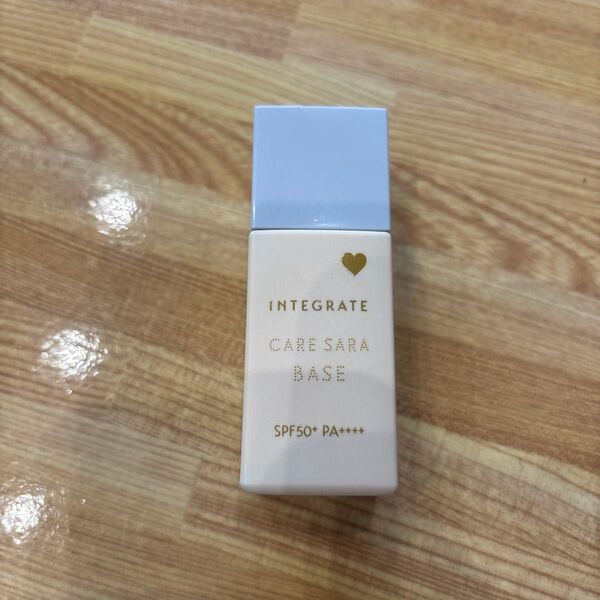 INTEGRATE
CARE SARA
BASE
SPF50+ PA++++